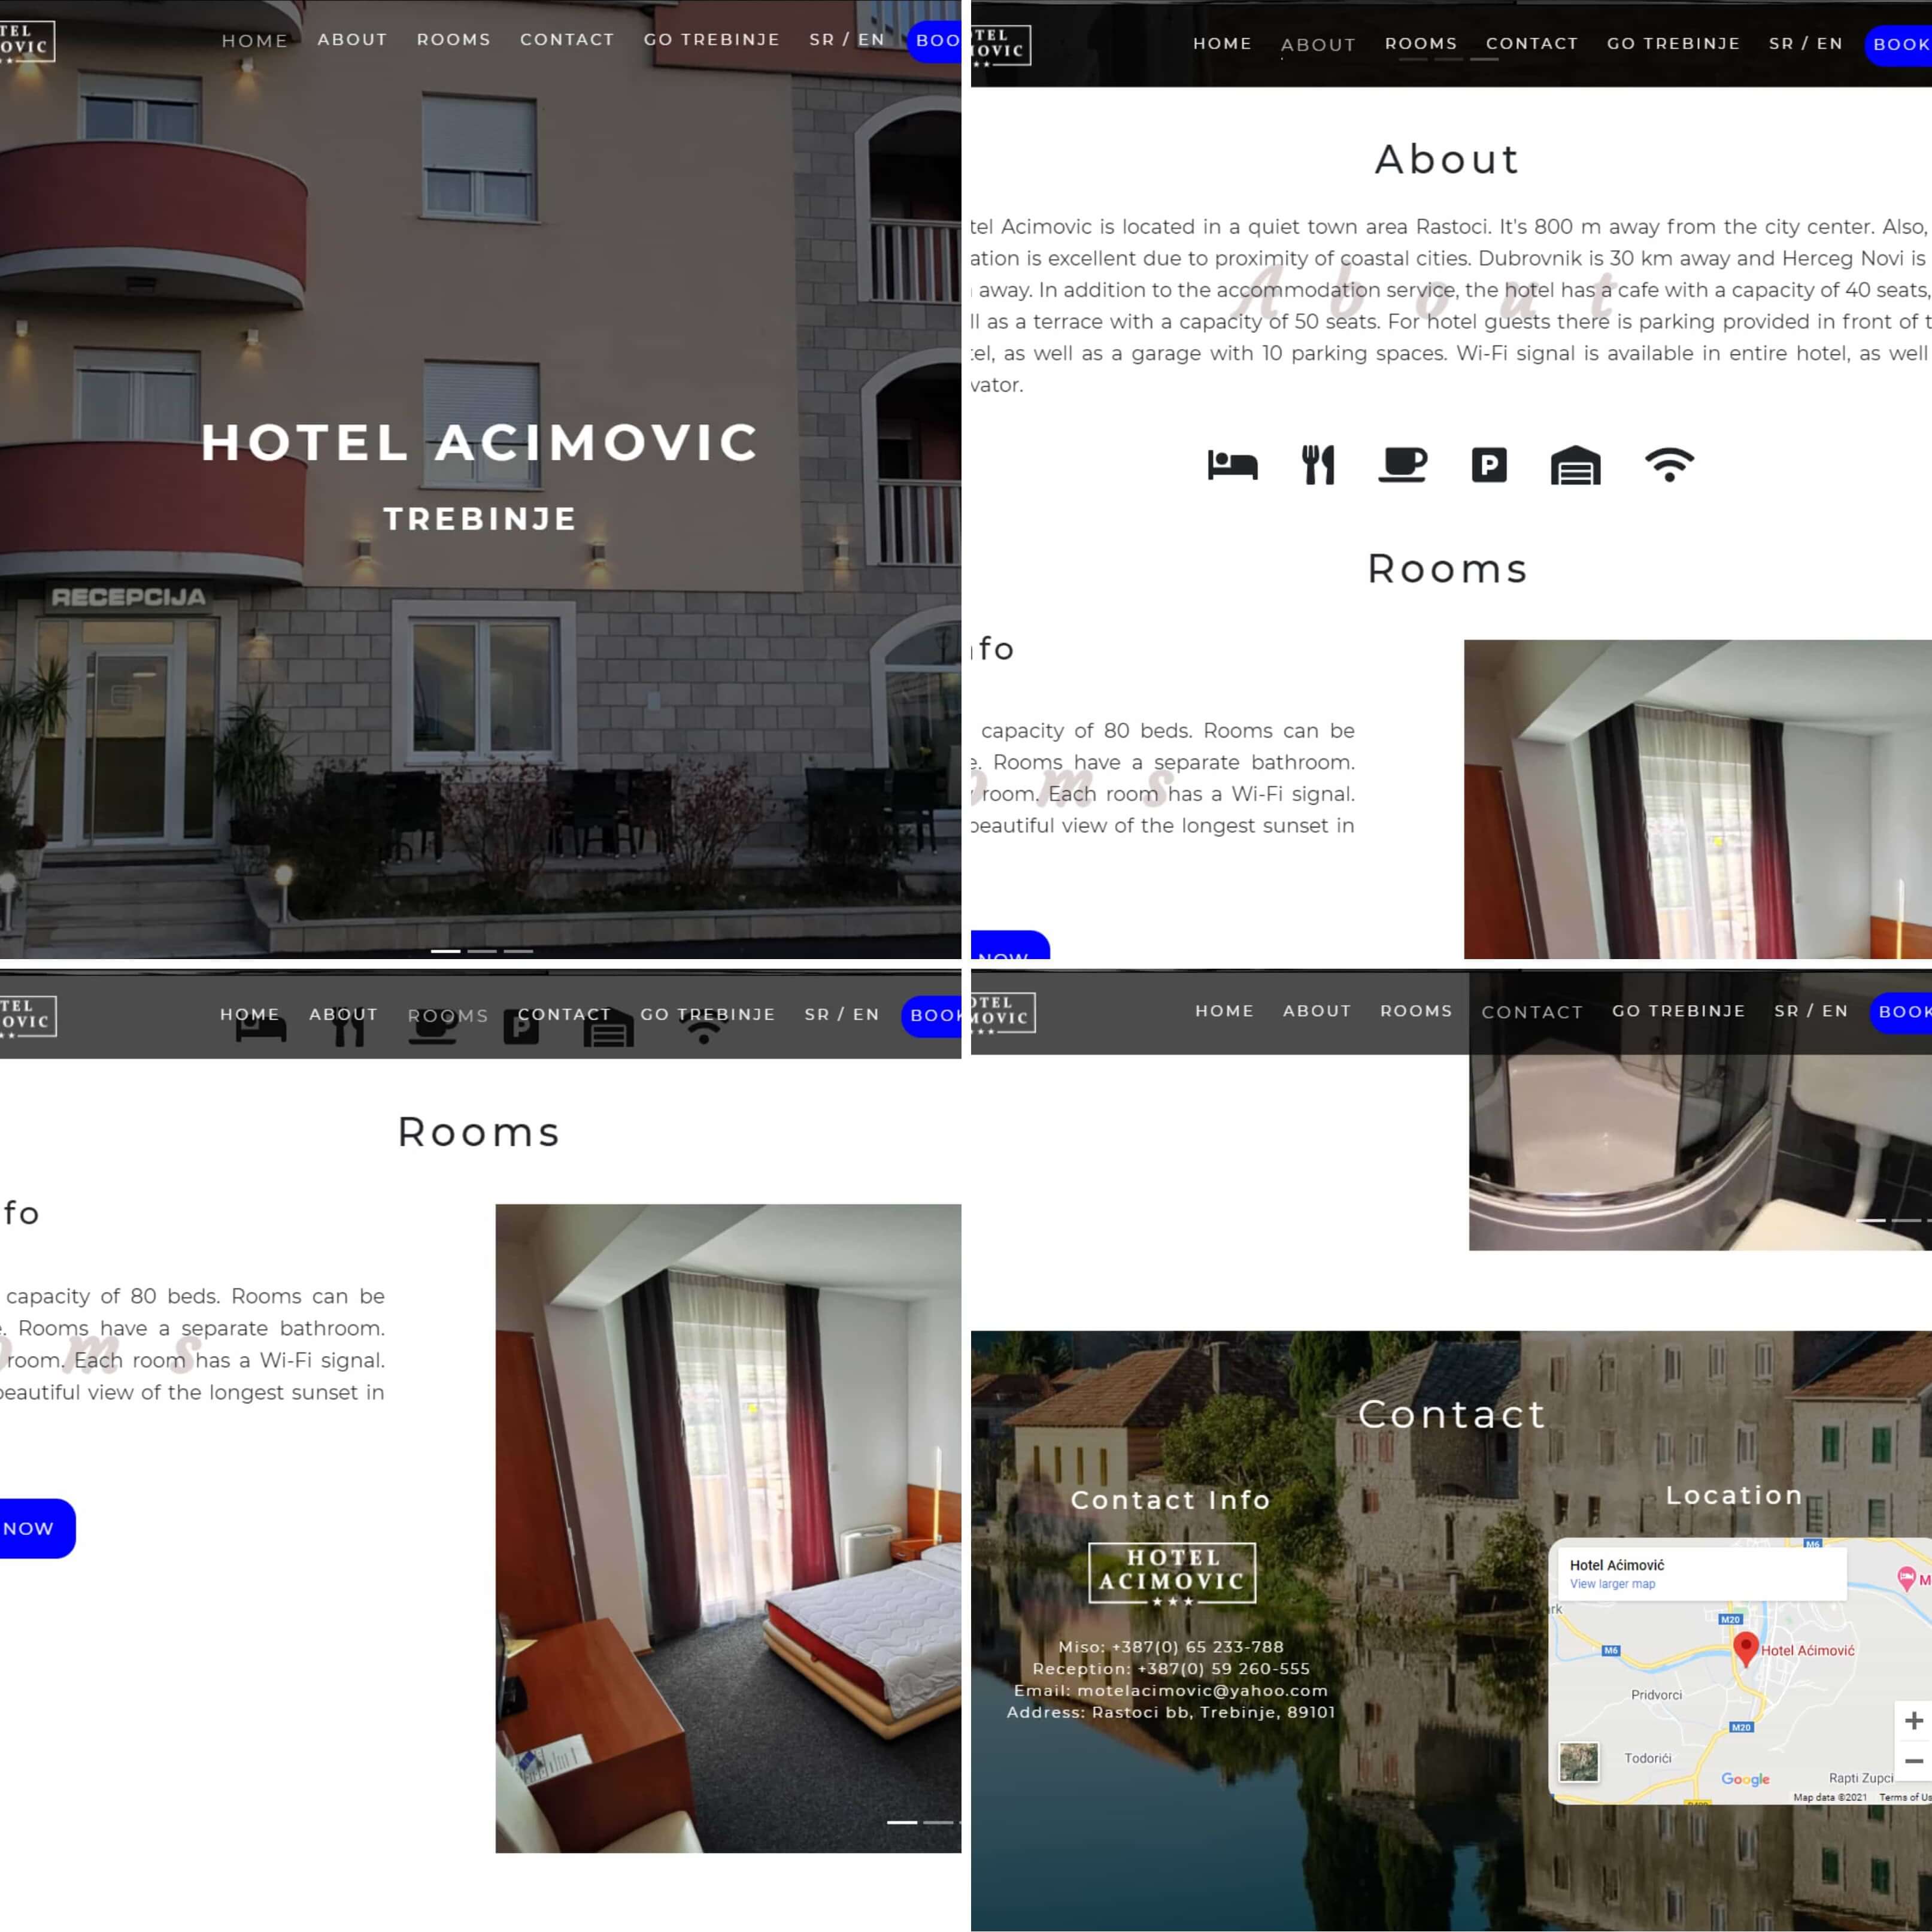 HOME ABOUT ROOMS CONTACT GO TREBINJE SR / EN
HOTEL ACIMOVIC
TREBINJE
RECEPCIJA
HOME ABOUT ROOMS CONTACT GO TREBINJE SR / EN BOOK
About
tel Acimovic is located in a quiet town area Rastoci. It's 800 m away from the city center. Also,
ation is excellent due to proximity of coastal cities. Dubrovnik is 30 km away and Herceg Novi is
away. In addition to the accommodation service, the hotel has a cafe with a capacity of 40 seats,
ll as a terrace with a capacity of 50 seats. For hotel guests there is parking provided in front of t
tel, as well as a garage with 10 parking spaces. Wi-Fi signal is available in entire hotel, as well
vator.
About
P
Rooms
fo
capacity of 80 beds. Rooms can be
e. Rooms have a separate bathroom.
room. Each room has a Wi-Fi signal.
beautiful view of the longest sunset in
oms
NOW
TEL
OVIC
HOME ABOUT ROOMS CONTACT GO TREBINJE SR / EN BOOK
P
Rooms
fo
capacity of 80 beds. Rooms can be
e. Rooms have a separate bathroom.
room. Each room has a Wi-Fi signal.
beautiful view of the longest sunset in
oms
NOW
HOME ABOUT ROOMS CONTACT GO TREBINJE SR / EN BOOK
Contact
Contact Info
HOTEL
ACIMOVIC
Miso: +387(0) 65 233-788
Reception: +387(0) 59 260-555
Email: motelacimovic@yahoo.com
Address: Rastoci bb, Trebinje, 89101
Location
M6
Hotel Aćimović
View larger map
M
rk
M20
M6
Hotel Aćimović
Pridvorci
M20
Todorići
Google
Rapti Zupci
Map data ©2021 Terms of Us